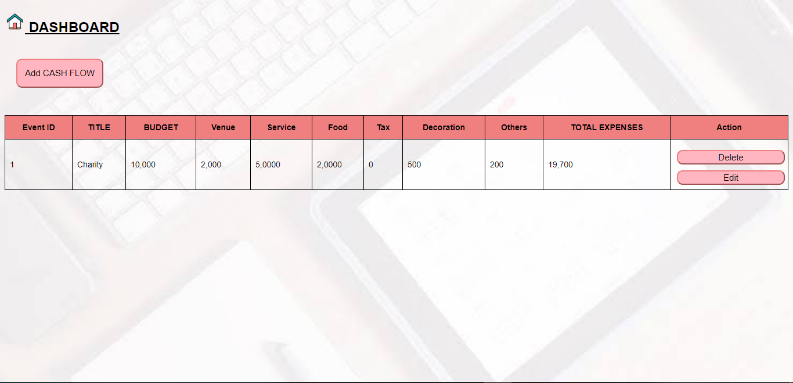 DASHBOARD
Add CASH FLOW
Event ID TITLE BUDGET Venue Service Food Tax Decoration Others TOTAL EXPENSES Action
1 Charity 10,000 2,000 5,0000 2,0000 0 500 200 19,700 Delete
Edit